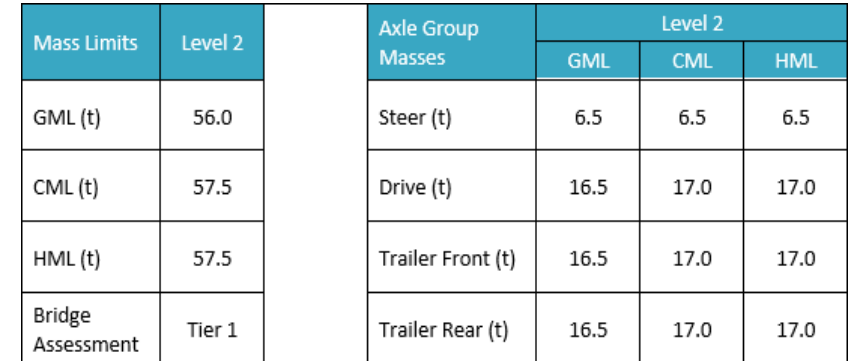 Mass Limits Level 2
GML (t) 56.0
CML (t) 57.5
HML (t) 57.5
Bridge
Assessment Tier 1
Axle Group
Masses
Level 2
GML CML HML
Steer (t) 6.5 6.5 6.5
Drive (t) 16.5 17.0 17.0
Trailer Front (t) 16.5 17.0 17.0
Trailer Rear (t) 16.5 17.0 17.0